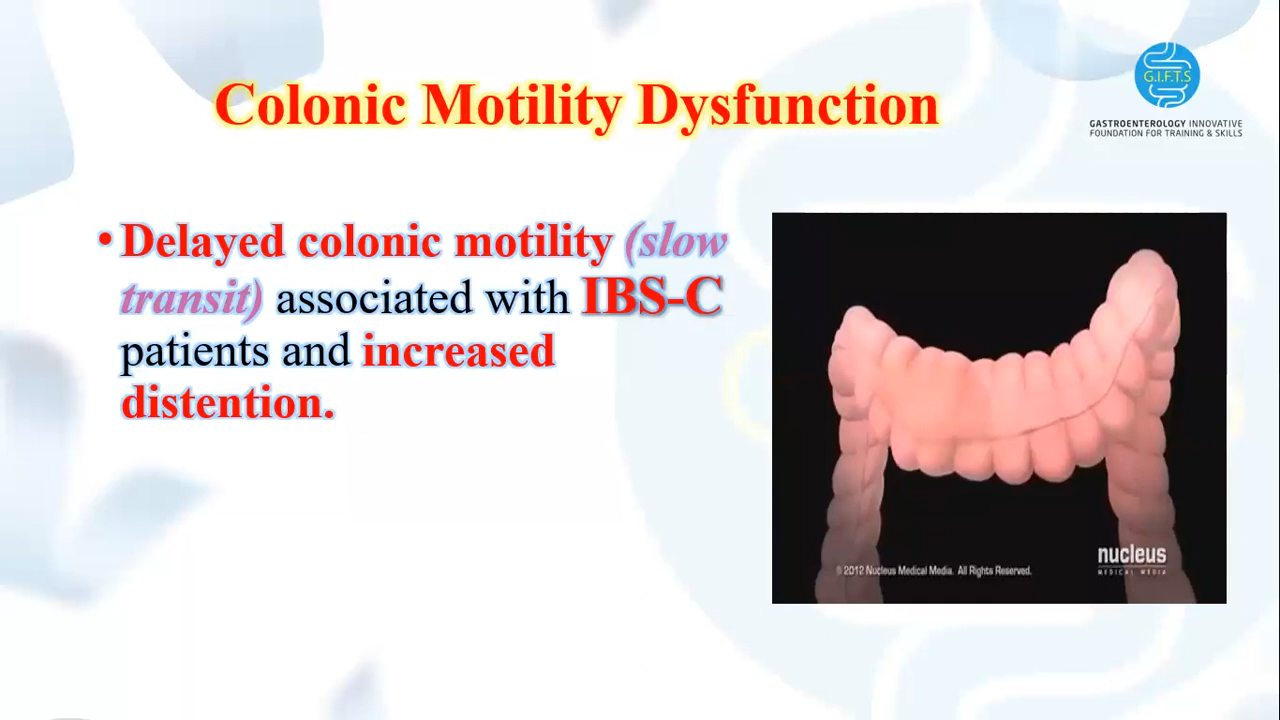 Colonic Motility Dysfunction
G.I.F.T.S
GASTROENTEROLOGY INNOVATIVE
FOUNDATION FOR TRAINING & SKILLS
• Delayed colonic motility (slow
transit) associated with IBS-C
patients and increased
distention.
© 2012 Nucleus Medical Media. All Rights Reserved.
nucleus
MEDICAL MEDIA